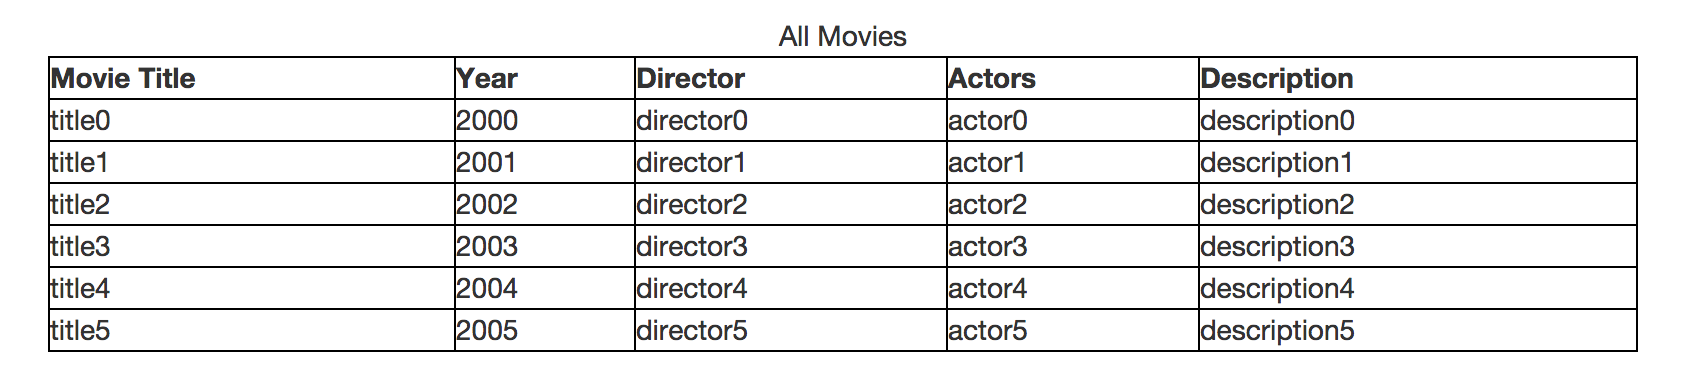 All Movies
Movie Title Year Director Actors Description
title0 2000 director0 actor0 description0
title1 2001 director1 actor1 description1
title2 2002 director2 actor2 description2
title3 2003 director3 actor3 description3
title4 2004 director4 actor4 description4
title5 2005 director5 actor5 description5